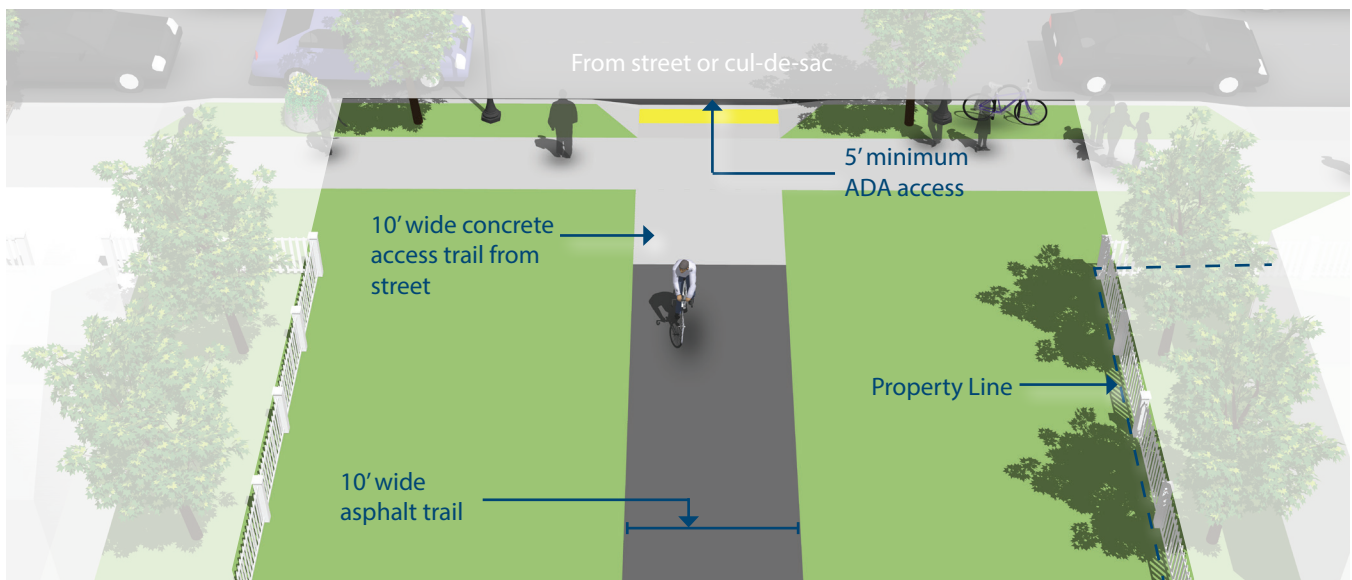 From street or cul-de-sac
5’ minimum
ADA access
10’ wide concrete
access trail from
street
Property Line
10’ wide
asphalt trail